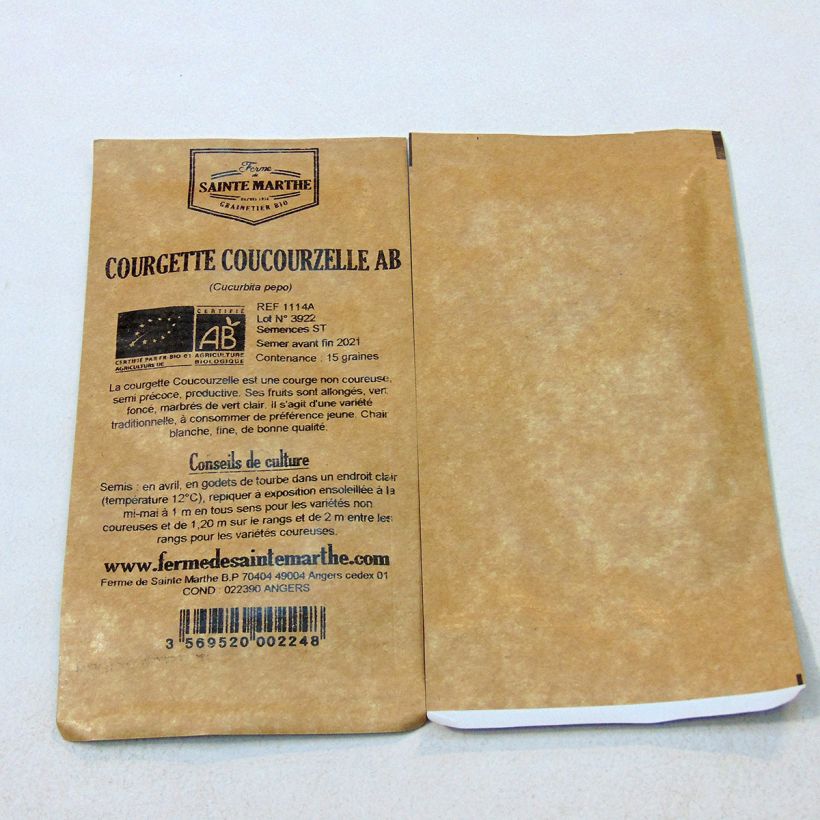 Ferme
de
SAINTE MARTHE
DEPUIS 1974
GRAINETIER BIO
COURGETTE COUCOURZELLE AB
(Cucurbita pepo)
CERTIFIÉ
AB
AGRICULTURE
BIOLOGIQUE
CERTIFIÉ PAR FR-BIO-01
AGRICULTURE UE
REF 1114A
Lot N° 3922
Semences ST
Semer avant fin 2021
Contenance : 15 graines
La courgette Coucourzelle est une courge non coureuse,
semi précoce, productive. Ses fruits sont allongés, vert
foncé, marbrés de vert clair. Il s'agit d'une variété
traditionnelle, à consommer de préférence jeune. Chair
blanche, fine, de bonne qualité.
Conseils de culture
Semis : en avril, en godets de tourbe dans un endroit clair
(température 12°C), repiquer à exposition ensoleillée à la
mi-mai à 1 m en tous sens pour les variétés non
coureuses et de 1,20 m sur le rangs et de 2 m entre les
rangs pour les variétés coureuses.
www.fermedesaintemarthe.com
Ferme de Sainte Marthe B.P 70404 49004 Angers cedex 01
COND : 022390 ANGERS
3 569520 002248